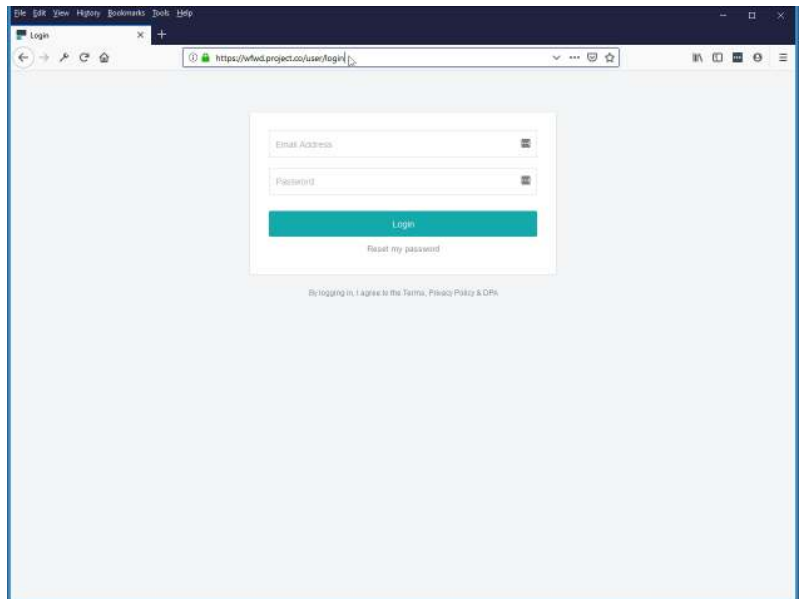 File Edit View History Bookmarks Tools Help
Login
https://wfwd.project.co/user/login
Email Address
Password
Login
Reset my password
By logging in, I agree to the Terms, Privacy Policy & DPA